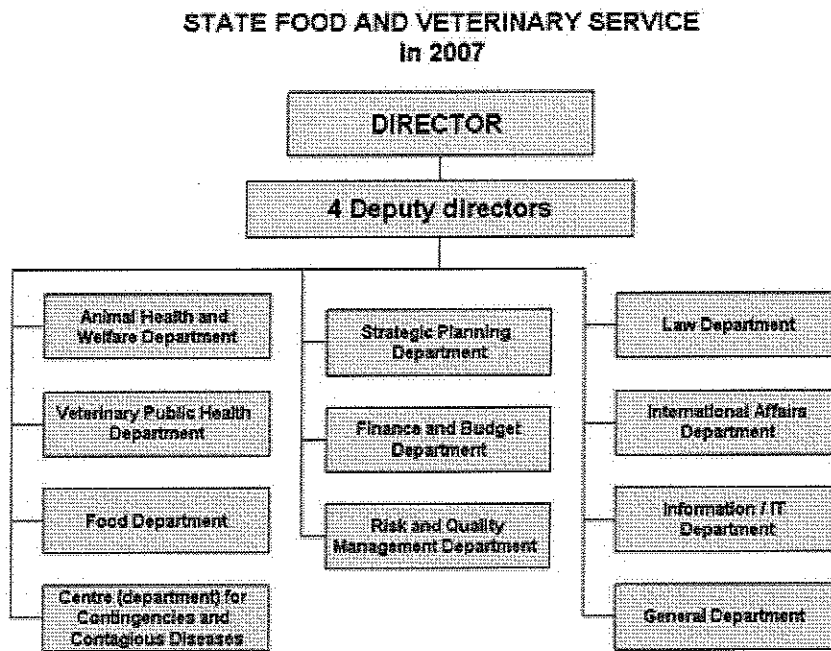 STATE FOOD AND VETERINARY SERVICE
in 2007
DIRECTOR
4 Deputy directors
Animal Health and
Welfare Department
Veterinary Public Health
Department
Food Department
Centre (department) for
Contingencies and
Contagious Diseases
Strategic Planning
Department
Finance and Budget
Department
Risk and Quality
Management Department
Law Department
International Affairs
Department
Information / IT
Department
General Department